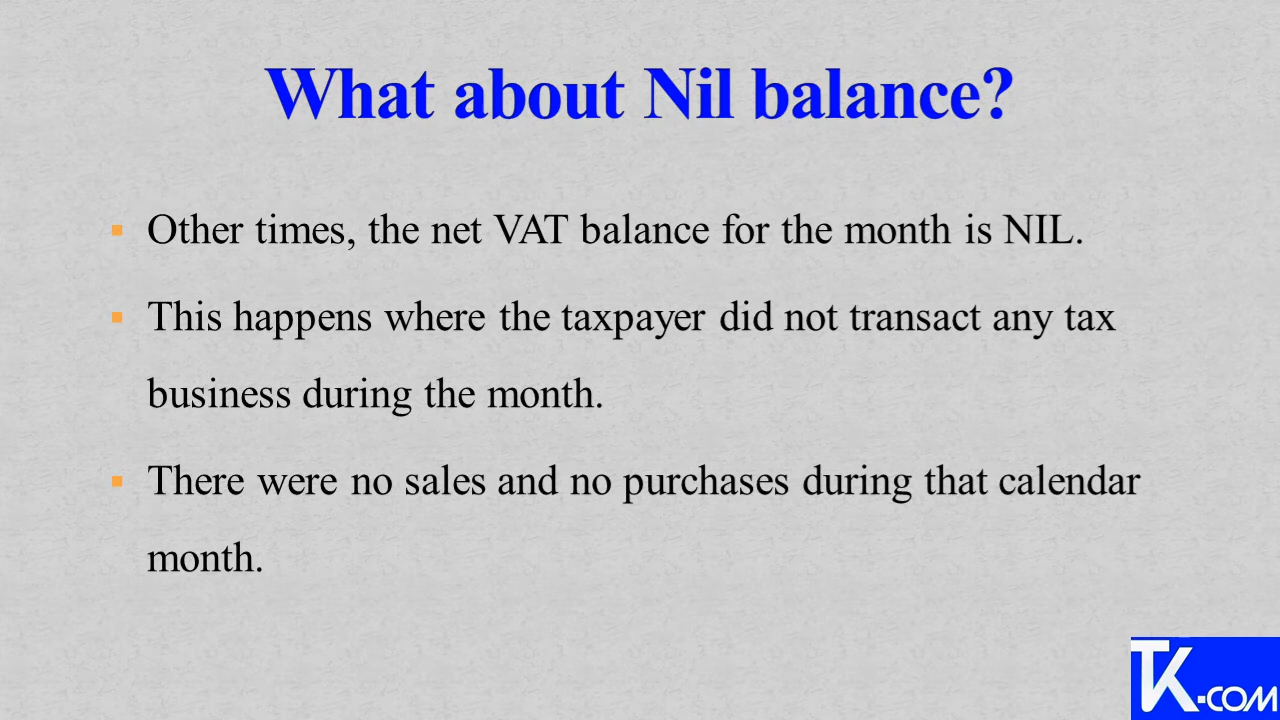 What about Nil balance?
▪ Other times, the net VAT balance for the month is NIL.
▪ This happens where the taxpayer did not transact any tax
business during the month.
▪ There were no sales and no purchases during that calendar
month.
TK.COM